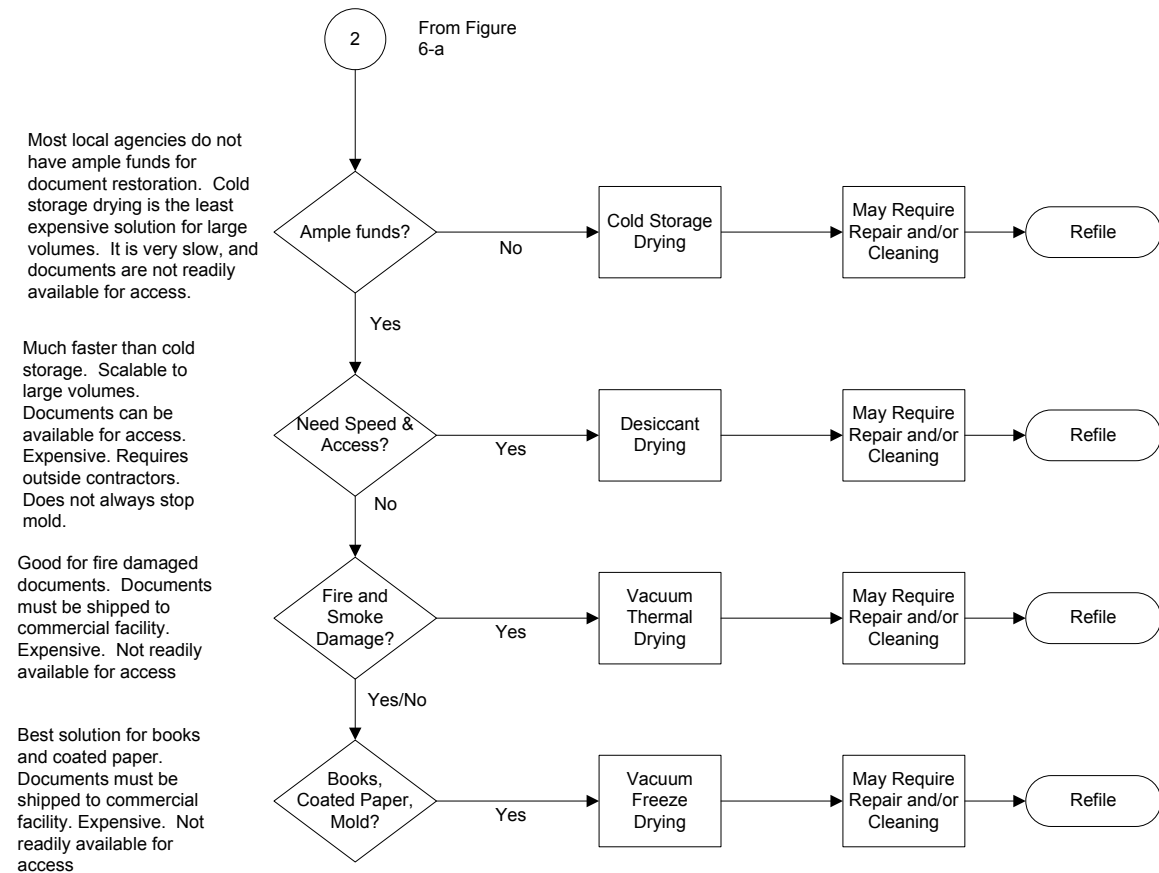 2
From Figure
6-a
Most local agencies do not
have ample funds for
document restoration.  Cold
storage drying is the least
expensive solution for large
volumes.  It is very slow, and
documents are not readily
available for access.
Ample funds?
No
Cold Storage
Drying
May Require
Repair and/or
Cleaning
Refile
Yes
Much faster than cold
storage.  Scalable to
large volumes.
Documents can be
available for access.
Expensive. Requires
outside contractors.
Does not always stop
mold.
Need Speed &
Access?
Yes
Desiccant
Drying
May Require
Repair and/or
Cleaning
Refile
No
Good for fire damaged
documents.  Documents
must be shipped to
commercial facility.
Expensive.  Not readily
available for access
Fire and
Smoke
Damage?
Yes
Vacuum
Thermal
Drying
May Require
Repair and/or
Cleaning
Refile
Yes/No
Best solution for books
and coated paper.
Documents must be
shipped to commercial
facility. Expensive.  Not
readily available for
access
Books,
Coated Paper,
Mold?
Yes
Vacuum
Freeze
Drying
May Require
Repair and/or
Cleaning
Refile